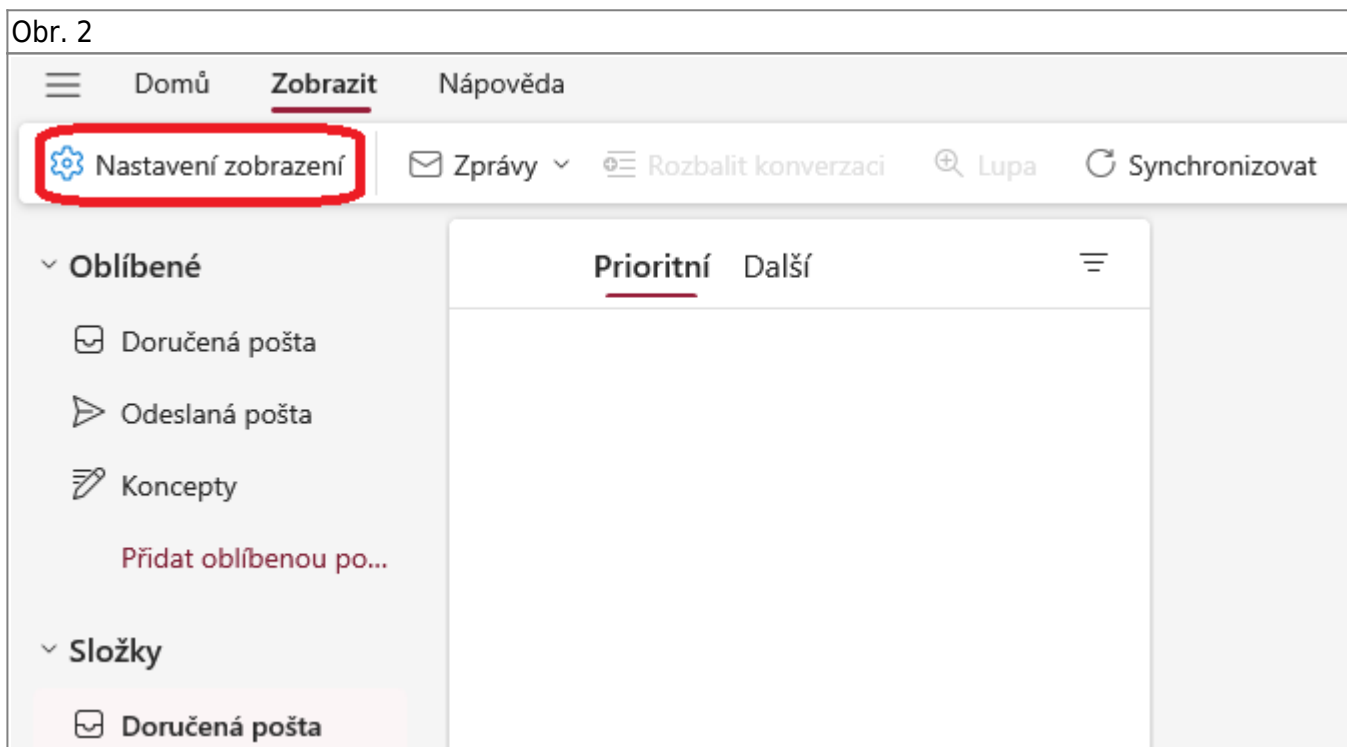 Obr. 2
Domů Zobrazit Nápověda
Nastavení zobrazení Zprávy Rozbalit konverzaci Lupa Synchronizovat
Oblíbené
Prioritní Další
Doručená pošta
Odeslaná pošta
Koncepty
Přidat oblíbenou po...
Složky
Doručená pošta